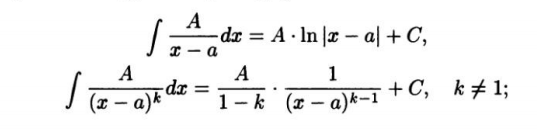 ∫ A/(x − a) dx = A · ln |x − a| + C,
∫ A/(x − a)^k dx = A/(1 − k) · 1/(x − a)^(k−1) + C, k ≠ 1;